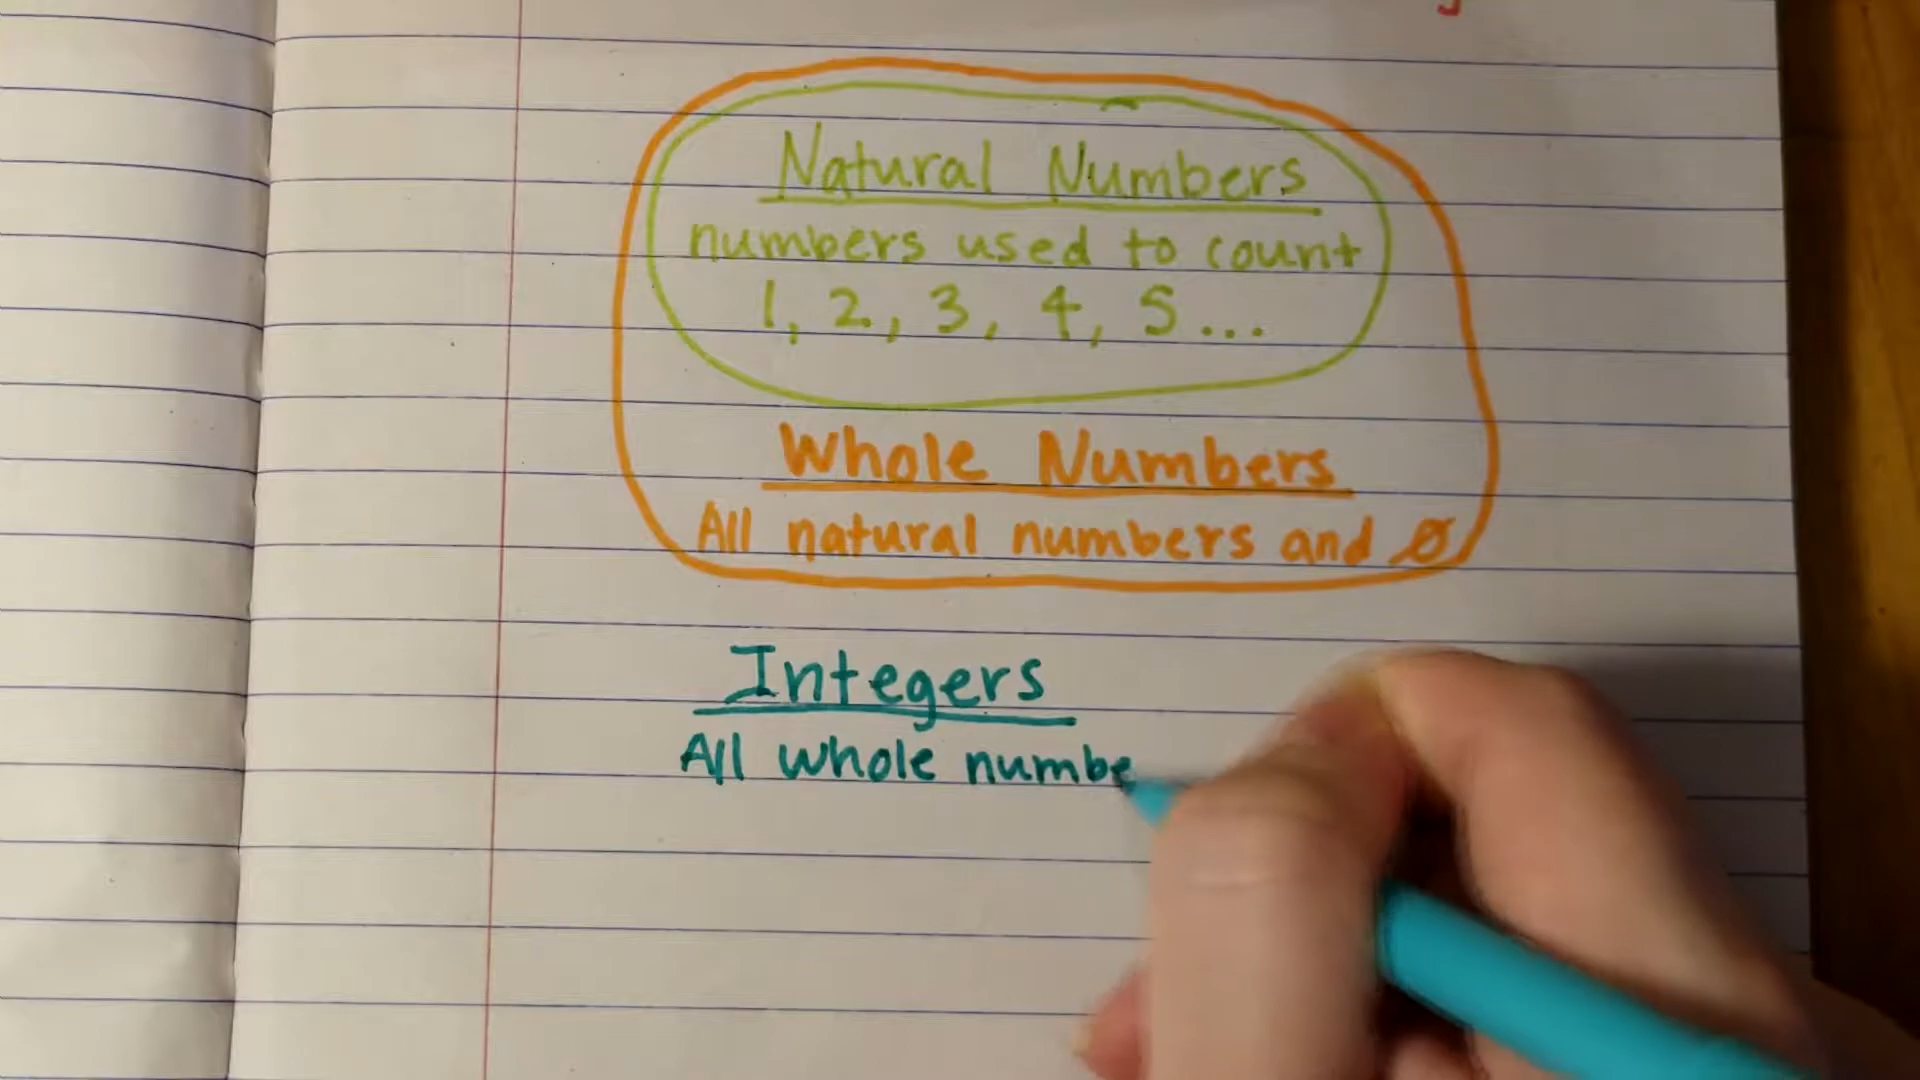 Natural Numbers
numbers used to count
1, 2, 3, 4, 5...
Whole Numbers
All natural numbers and 0
Integers
All whole numbe